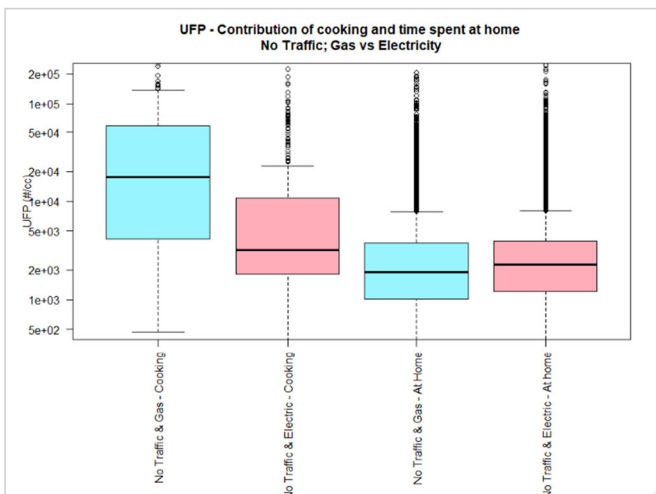 UFP - Contribution of cooking and time spent at home
No Traffic; Gas vs Electricity
2e+05
1e+05
5e+04
2e+04
1e+04
5e+03
2e+03
1e+03
5e+02
UFP (#/cc)
No Traffic & Gas - Cooking
No Traffic & Electric - Cooking
No Traffic & Gas - At Home
No Traffic & Electric - At home